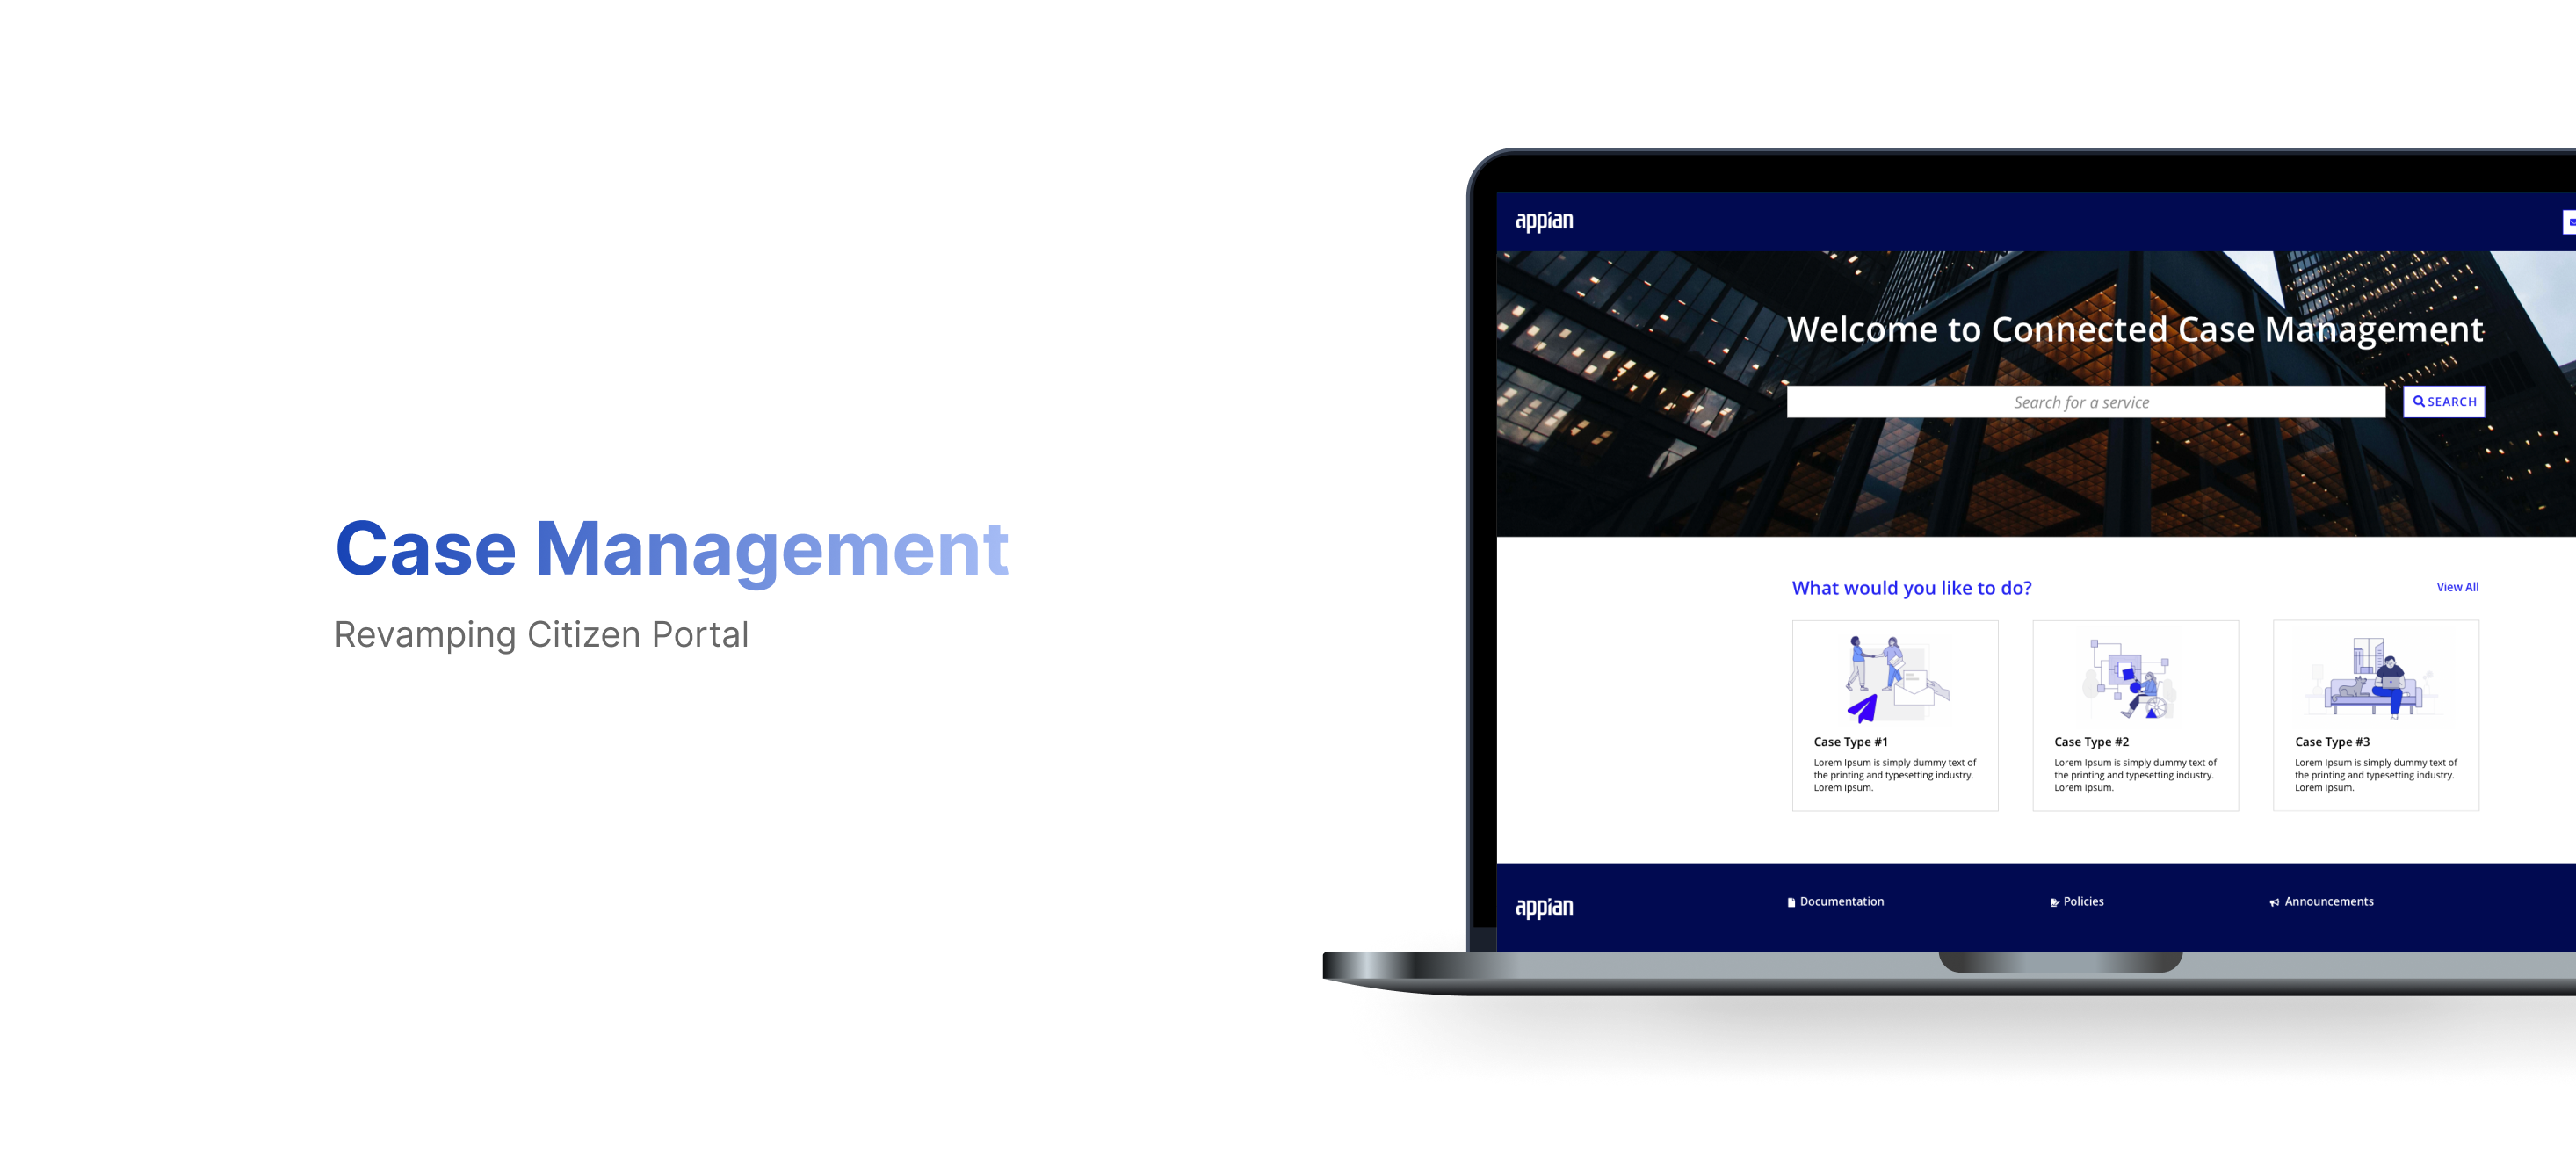 Case Management
Revamping Citizen Portal
appian
Welcome to Connected Case Management
Search for a service
SEARCH
What would you like to do?
View All
Case Type #1
Lorem Ipsum is simply dummy text of
the printing and typesetting industry.
Lorem Ipsum.
Case Type #2
Lorem Ipsum is simply dummy text of
the printing and typesetting industry.
Lorem Ipsum.
Case Type #3
Lorem Ipsum is simply dummy text of
the printing and typesetting industry.
Lorem Ipsum.
appian
Documentation
Policies
Announcements